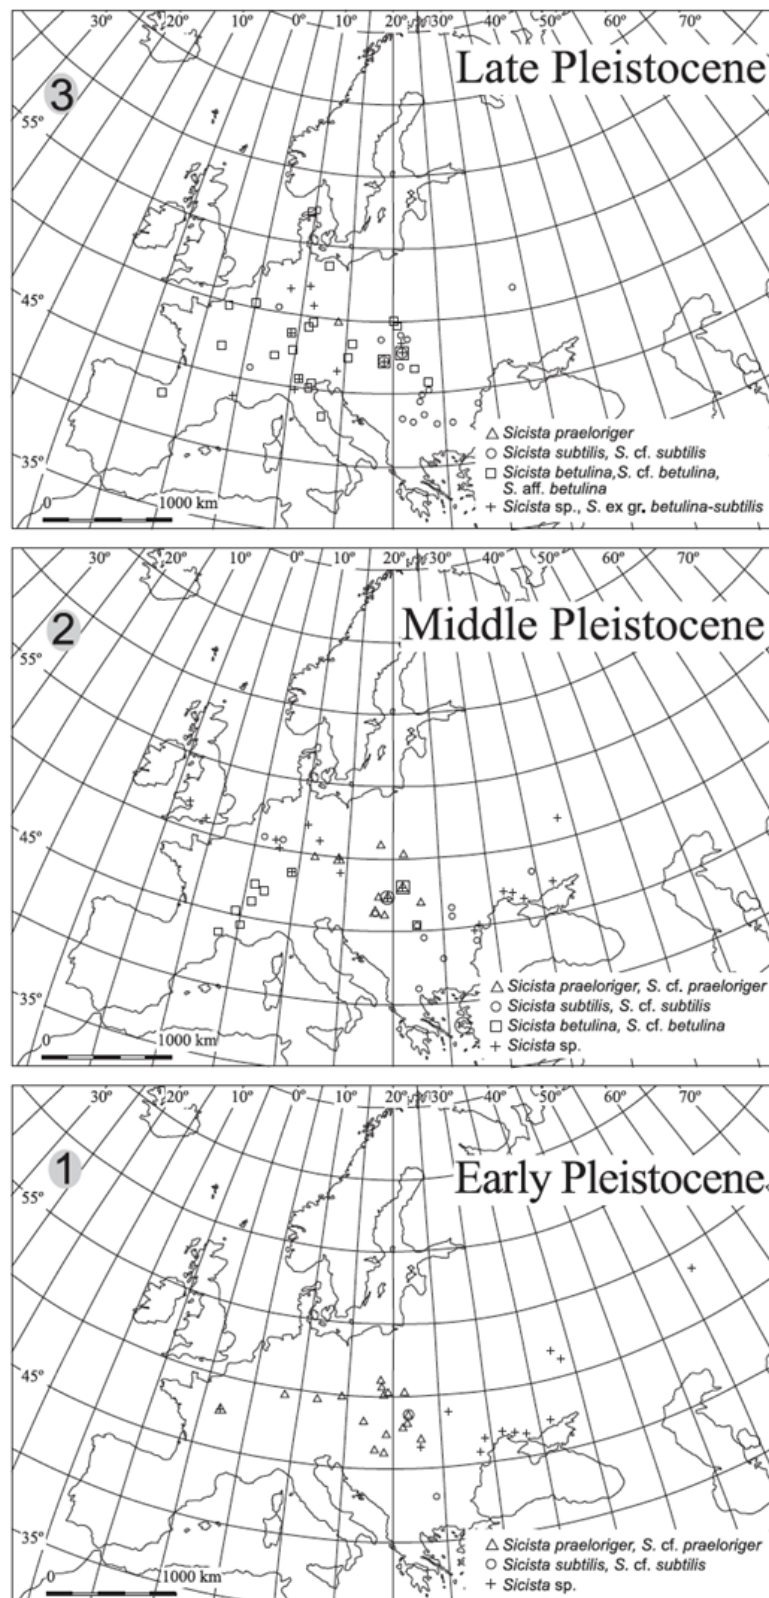 30° 20° 10° 0° 10° 20° 30° 40° 50° 60° 70° 80°
Late Pleistocene
3
55°
45°
35°
Sicista praeloriger
Sicista subtilis, S. cf. subtilis
Sicista betulina, S. cf. betulina,
S. aff. betulina
Sicista sp., S. ex gr. betulina-subtilis
0 1000 km
30° 20° 0° 10° 20° 30° 40° 50° 60° 70°
Middle Pleistocene
2
55°
45°
35°
Sicista praeloriger, S. cf. praeloriger
Sicista subtilis, S. cf. subtilis
Sicista betulina, S. cf. betulina
Sicista sp.
0 1000 km
30° 20° 0° 10° 20° 30° 40° 50° 70°
Early Pleistocene
1
55°
45°
35°
Sicista praeloriger, S. cf. praeloriger
Sicista subtilis, S. cf. subtilis
Sicista sp.
0 1000 km